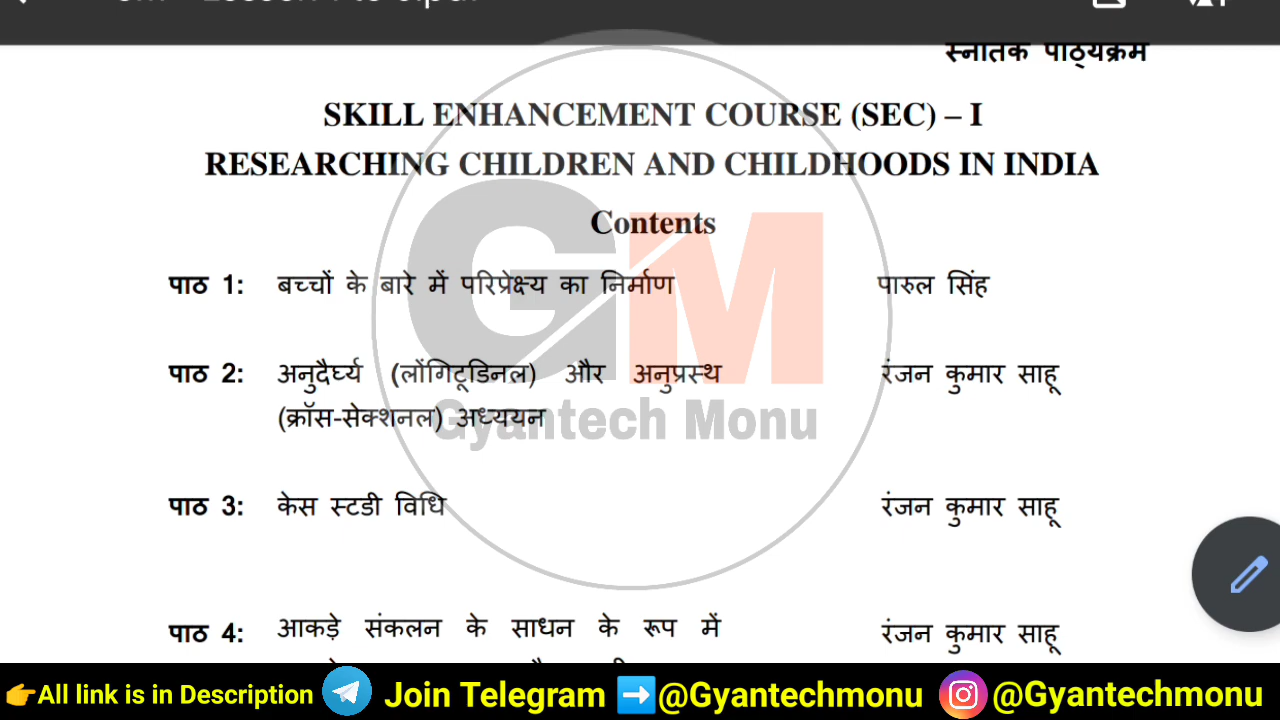 स्नातक पाठ्यक्रम
SKILL ENHANCEMENT COURSE (SEC) – I
RESEARCHING CHILDREN AND CHILDHOODS IN INDIA
Contents
पाठ 1: बच्चों के बारे में परिप्रेक्ष्य का निर्माण पारुल सिंह
पाठ 2: अनुदैर्घ्य (लोंगिटूडिनल) और अनुप्रस्थ रंजन कुमार साहू
(क्रॉस-सेक्शनल) अध्ययन
GM
Gyantech Monu
पाठ 3: केस स्टडी विधि रंजन कुमार साहू
पाठ 4: आकड़े संकलन के साधन के रूप में रंजन कुमार साहू
👉All link is in Description Join Telegram ➡️@Gyantechmonu @Gyantechmonu